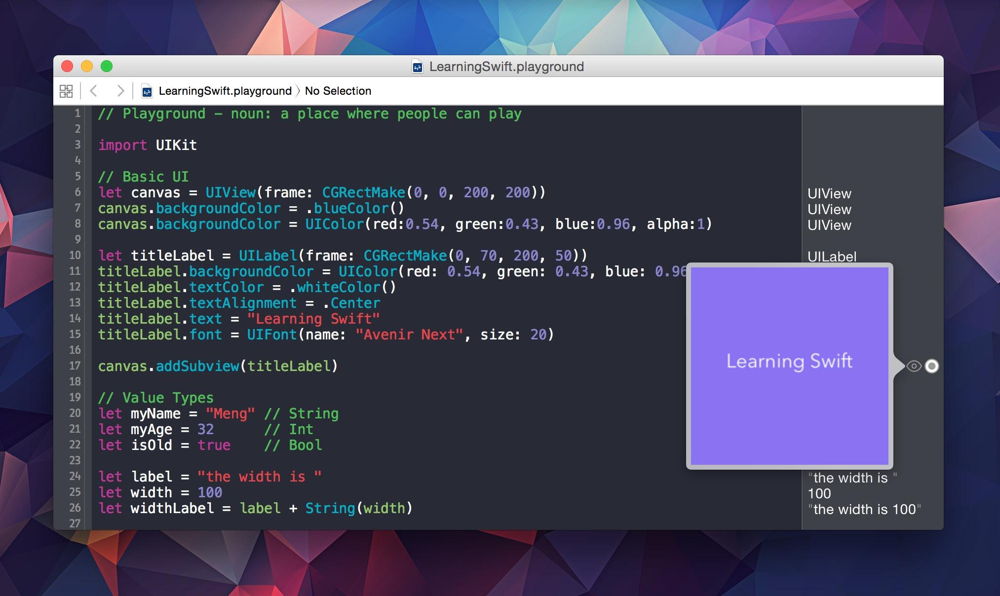 LearningSwift.playground
LearningSwift.playground 〉 No Selection
1 // Playground – noun: a place where people can play
2
3 import UIKit
4
5 // Basic UI
6 let canvas = UIView(frame: CGRectMake(0, 0, 200, 200)) UIView
7 canvas.backgroundColor = .blueColor() UIView
8 canvas.backgroundColor = UIColor(red:0.54, green:0.43, blue:0.96, alpha:1) UIView
9
10 let titleLabel = UILabel(frame: CGRectMake(0, 70, 200, 50)) UILabel
11 titleLabel.backgroundColor = UIColor(red: 0.54, green: 0.43, blue: 0.96
12 titleLabel.textColor = .whiteColor()
13 titleLabel.textAlignment = .Center
14 titleLabel.text = "Learning Swift"
15 titleLabel.font = UIFont(name: "Avenir Next", size: 20)
16
17 canvas.addSubview(titleLabel)
Learning Swift
18
19 // Value Types
20 let myName = "Meng" // String
21 let myAge = 32 // Int
22 let isOld = true // Bool
23
24 let label = "the width is " "the width is "
25 let width = 100 100
26 let widthLabel = label + String(width) "the width is 100"
27